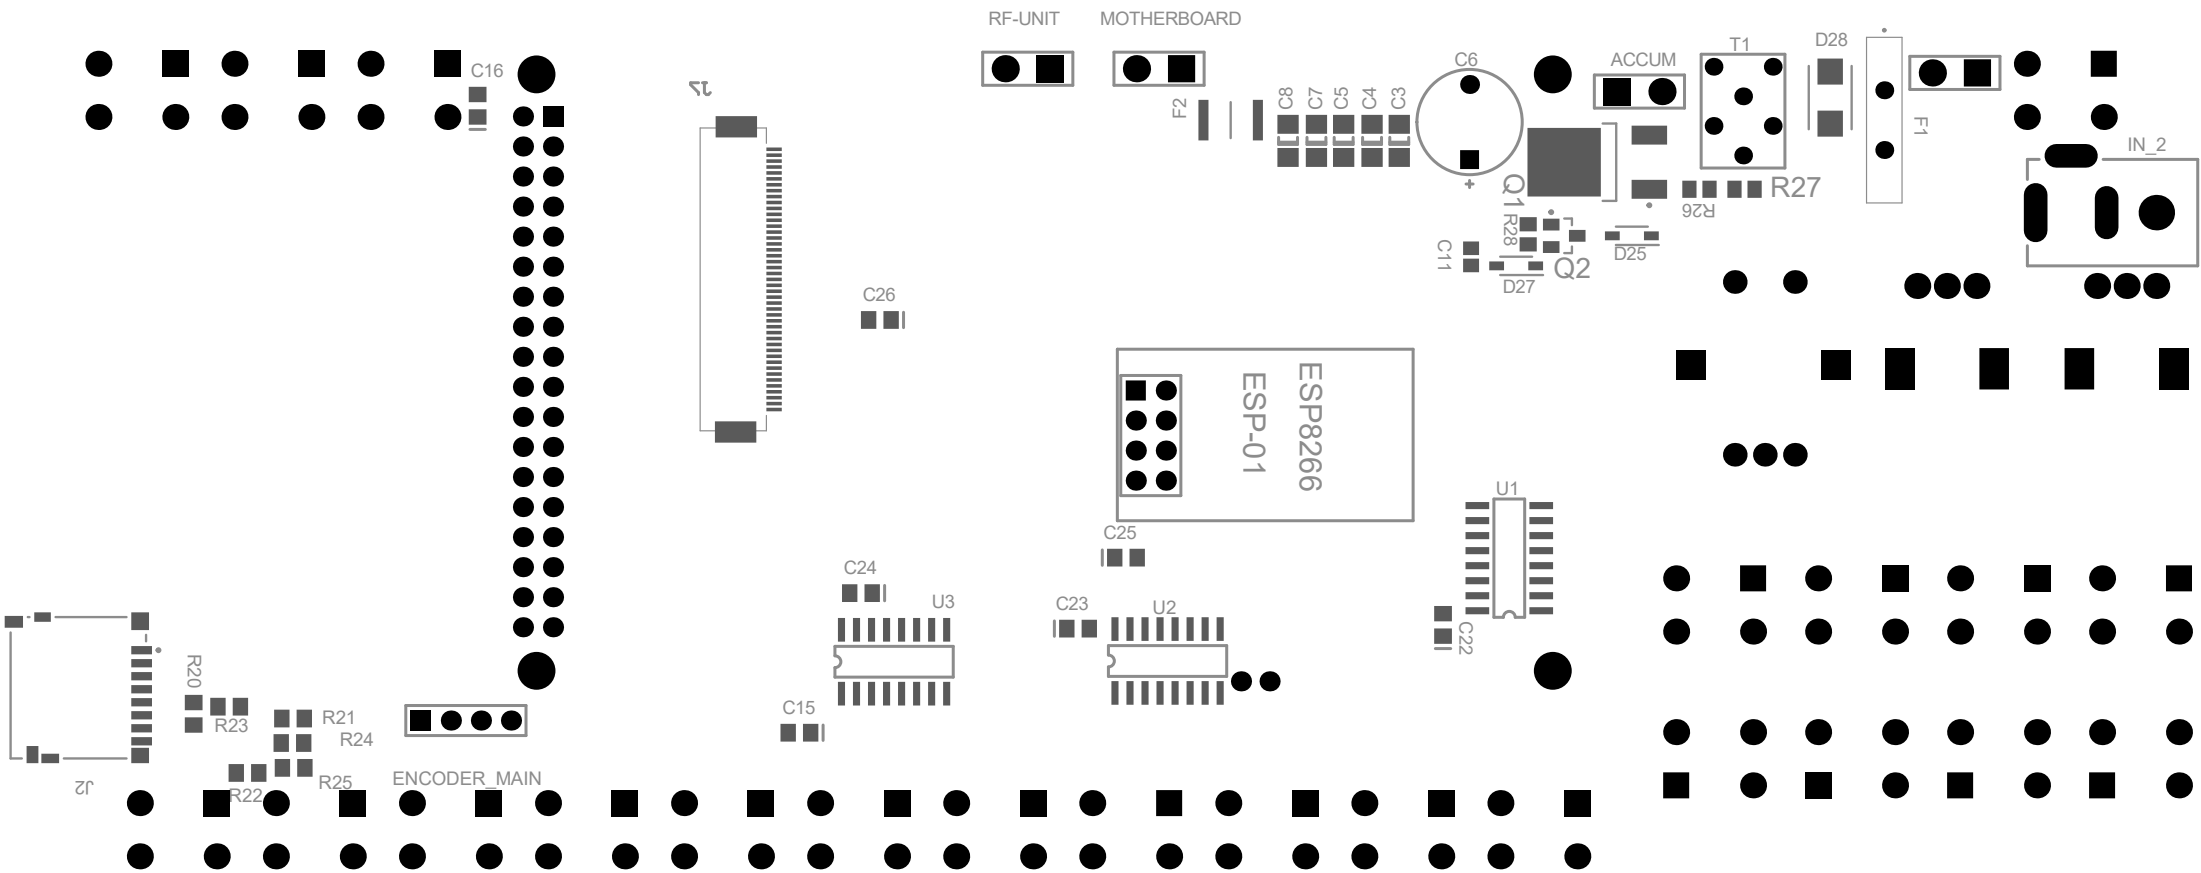 RF-UNIT
MOTHERBOARD
C16
J7
F2
C8
C7
C5
C4
C3
C6
+
ACCUM
T1
D28
F1
IN_2
Q1
R28
R26
R27
C11
D27
Q2
D25
C26
ESP8266
ESP-01
U1
C25
C24
U3
C23
U2
C22
R20
R23
R21
R24
C15
J2
R22
R25
ENCODER_MAIN